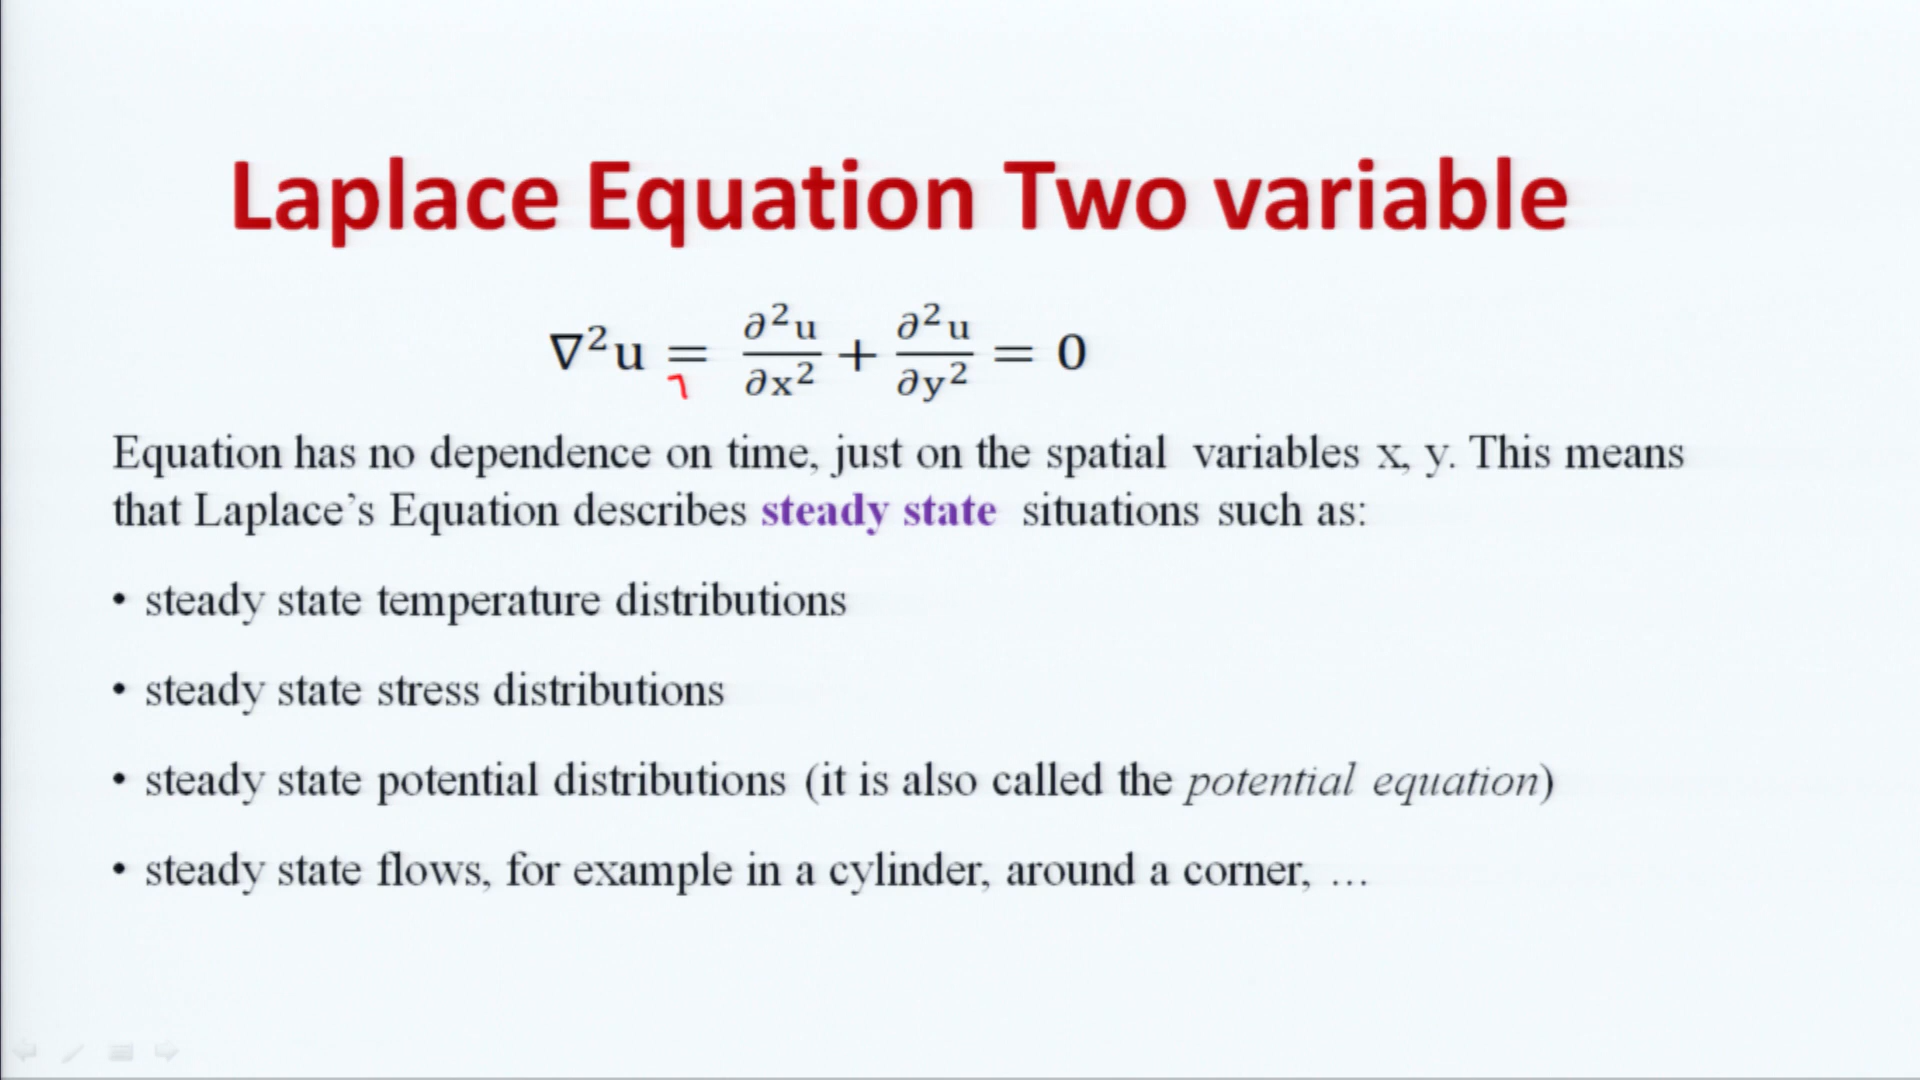 Laplace Equation Two variable
∇²u = ∂²u/∂x² + ∂²u/∂y² = 0
Equation has no dependence on time, just on the spatial variables x, y. This means
that Laplace’s Equation describes steady state situations such as:
• steady state temperature distributions
• steady state stress distributions
• steady state potential distributions (it is also called the potential equation)
• steady state flows, for example in a cylinder, around a corner, …